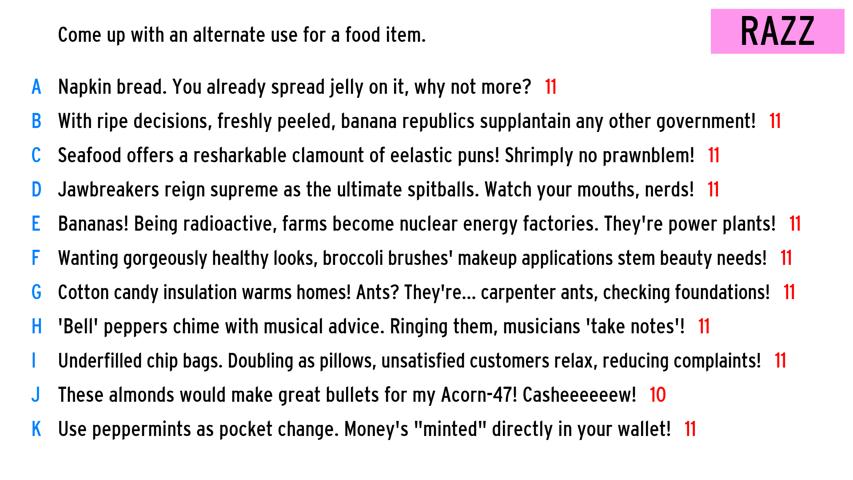 Come up with an alternate use for a food item.
RAZZ
A Napkin bread. You already spread jelly on it, why not more? 11
B With ripe decisions, freshly peeled, banana republics supplantain any other government! 11
C Seafood offers a resharkable clamount of eelastic puns! Shrimply no prawnblem! 11
D Jawbreakers reign supreme as the ultimate spitballs. Watch your mouths, nerds! 11
E Bananas! Being radioactive, farms become nuclear energy factories. They're power plants! 11
F Wanting gorgeously healthy looks, broccoli brushes' makeup applications stem beauty needs! 11
G Cotton candy insulation warms homes! Ants? They're... carpenter ants, checking foundations! 11
H 'Bell' peppers chime with musical advice. Ringing them, musicians 'take notes'! 11
I Underfilled chip bags. Doubling as pillows, unsatisfied customers relax, reducing complaints! 11
J These almonds would make great bullets for my Acorn-47! Casheeeeeew! 10
K Use peppermints as pocket change. Money's "minted" directly in your wallet! 11